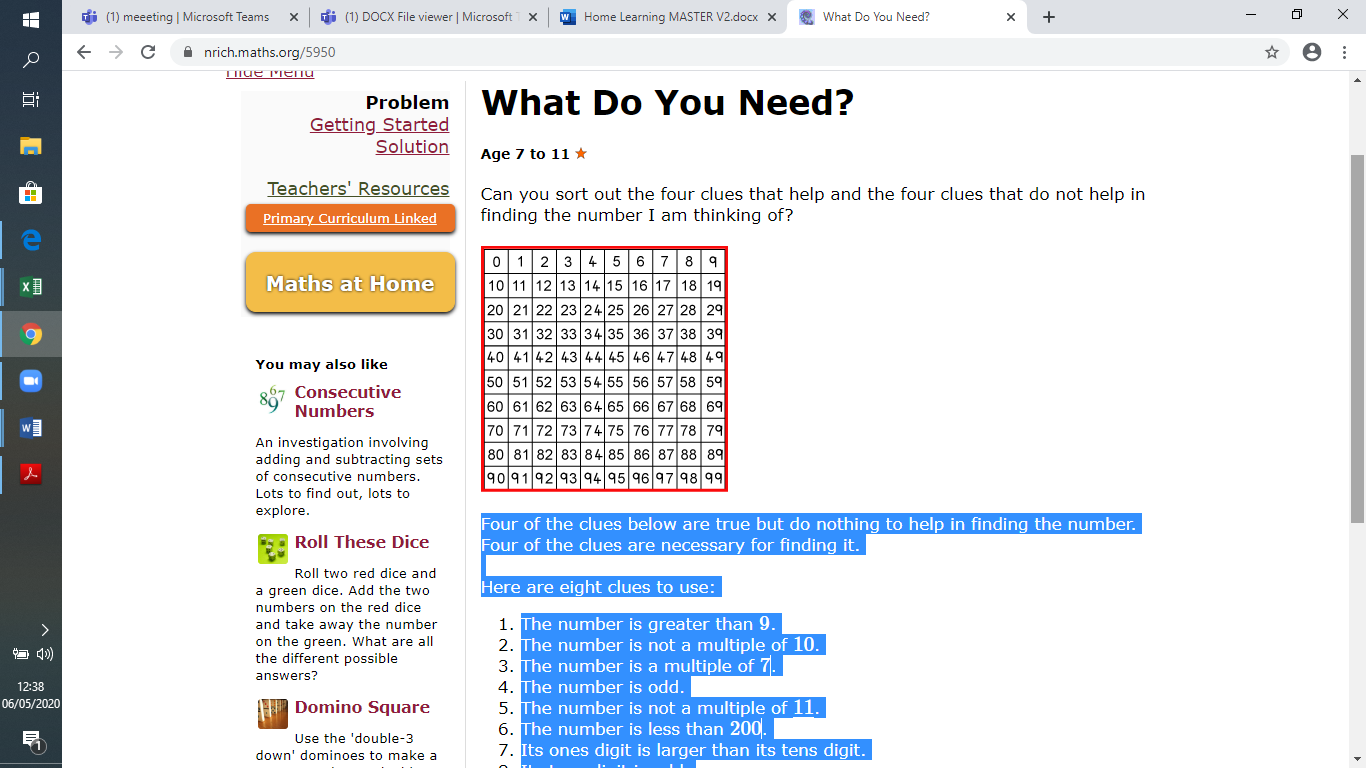 (1) meeeting | Microsoft Teams
(1) DOCX File viewer | Microsoft T
Home Learning MASTER V2.docx
What Do You Need?
nrich.maths.org/5950
Hide Menu
Problem
Getting Started
Solution
Teachers' Resources
Primary Curriculum Linked
Maths at Home
You may also like
Consecutive
Numbers
An investigation involving
adding and subtracting sets
of consecutive numbers.
Lots to find out, lots to
explore.
Roll These Dice
Roll two red dice and
a green dice. Add the two
numbers on the red dice
and take away the number
on the green. What are all
the different possible
answers?
Domino Square
Use the 'double-3
down' dominoes to make a
What Do You Need?
Age 7 to 11
Can you sort out the four clues that help and the four clues that do not help in
finding the number I am thinking of?
0 1 2 3 4 5 6 7 8 9
10 11 12 13 14 15 16 17 18 19
20 21 22 23 24 25 26 27 28 29
30 31 32 33 34 35 36 37 38 39
40 41 42 43 44 45 46 47 48 49
50 51 52 53 54 55 56 57 58 59
60 61 62 63 64 65 66 67 68 69
70 71 72 73 74 75 76 77 78 79
80 81 82 83 84 85 86 87 88 89
90 91 92 93 94 95 96 97 98 99
Four of the clues below are true but do nothing to help in finding the number.
Four of the clues are necessary for finding it.
Here are eight clues to use:
1. The number is greater than 9.
2. The number is not a multiple of 10.
3. The number is a multiple of 7.
4. The number is odd.
5. The number is not a multiple of 11.
6. The number is less than 200.
7. Its ones digit is larger than its tens digit.
12:38
06/05/2020
1